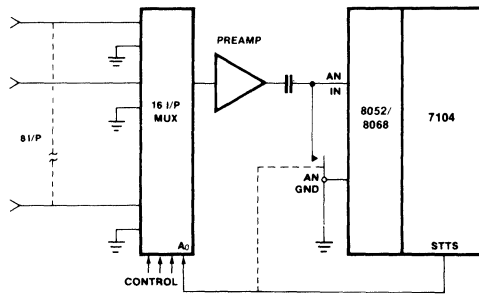 PREAMP
16 I/P
MUX
8 I/P
A0
CONTROL
AN
IN
AN
GND
8052/
8068
7104
STTS